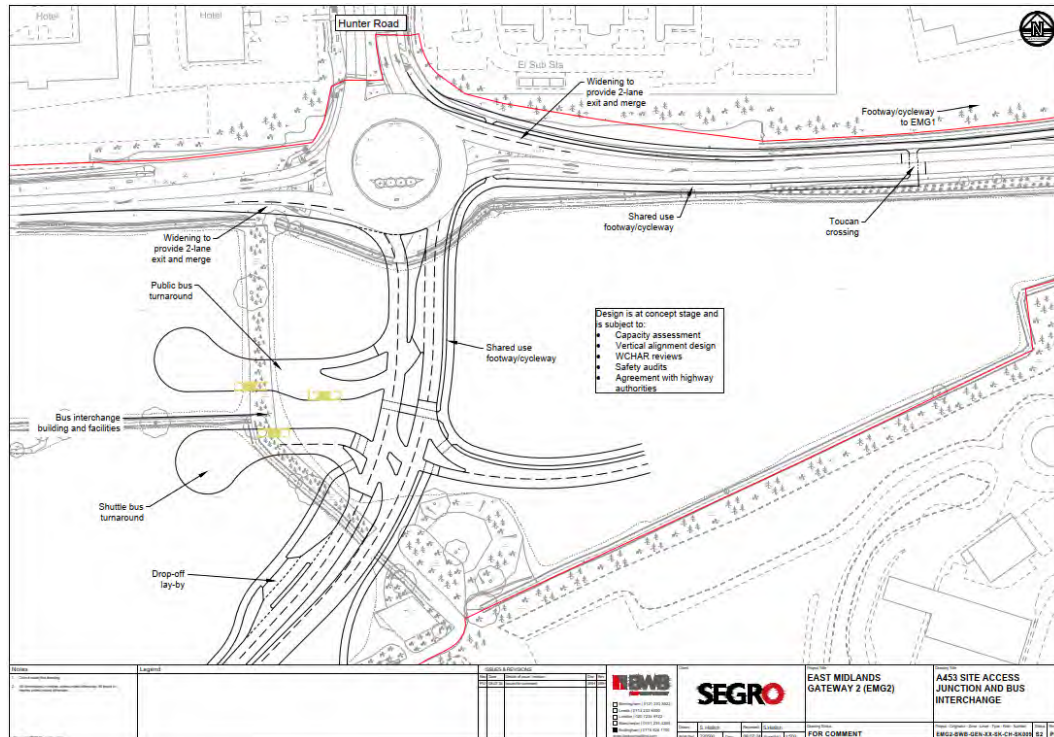 Hotel
Hotel
Hunter Road
El Sub Sta
Widening to
provide 2-lane
exit and merge
Footway/cycleway
to EMG1
Shared use
footway/cycleway
Toucan
crossing
Widening to
provide 2-lane
exit and merge
Public bus
turnaround
Shared use
footway/cycleway
Design is at concept stage and
is subject to:
• Capacity assessment
• Vertical alignment design
• WCHAR reviews
• Safety audits
• Agreement with highway
authorities
Bus interchange
building and facilities
Shuttle bus
turnaround
Drop-off
lay-by
Notes
Legend
ISSUES & REVISIONS
BWB
SEGRO
EAST MIDLANDS
GATEWAY 2 (EMG2)
A453 SITE ACCESS
JUNCTION AND BUS
INTERCHANGE
FOR COMMENT
S2